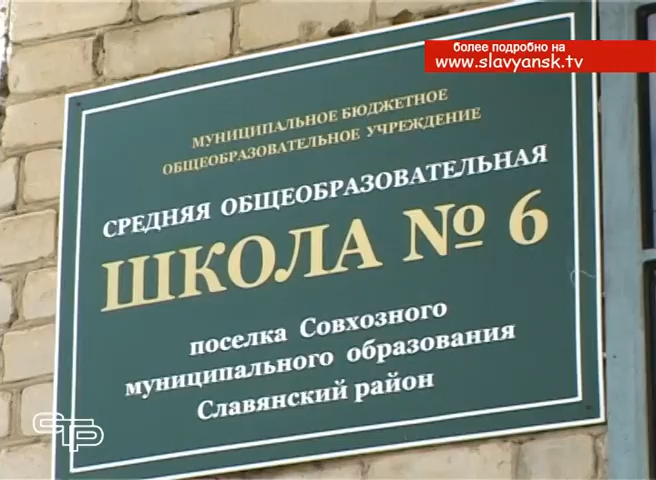 более подробно на
www.slavyansk.tv
МУНИЦИПАЛЬНОЕ БЮДЖЕТНОЕ
ОБЩЕОБРАЗОВАТЕЛЬНОЕ УЧРЕЖДЕНИЕ
СРЕДНЯЯ ОБЩЕОБРАЗОВАТЕЛЬНАЯ
ШКОЛА № 6
поселка Совхозного
муниципального образования
Славянский район
СТР